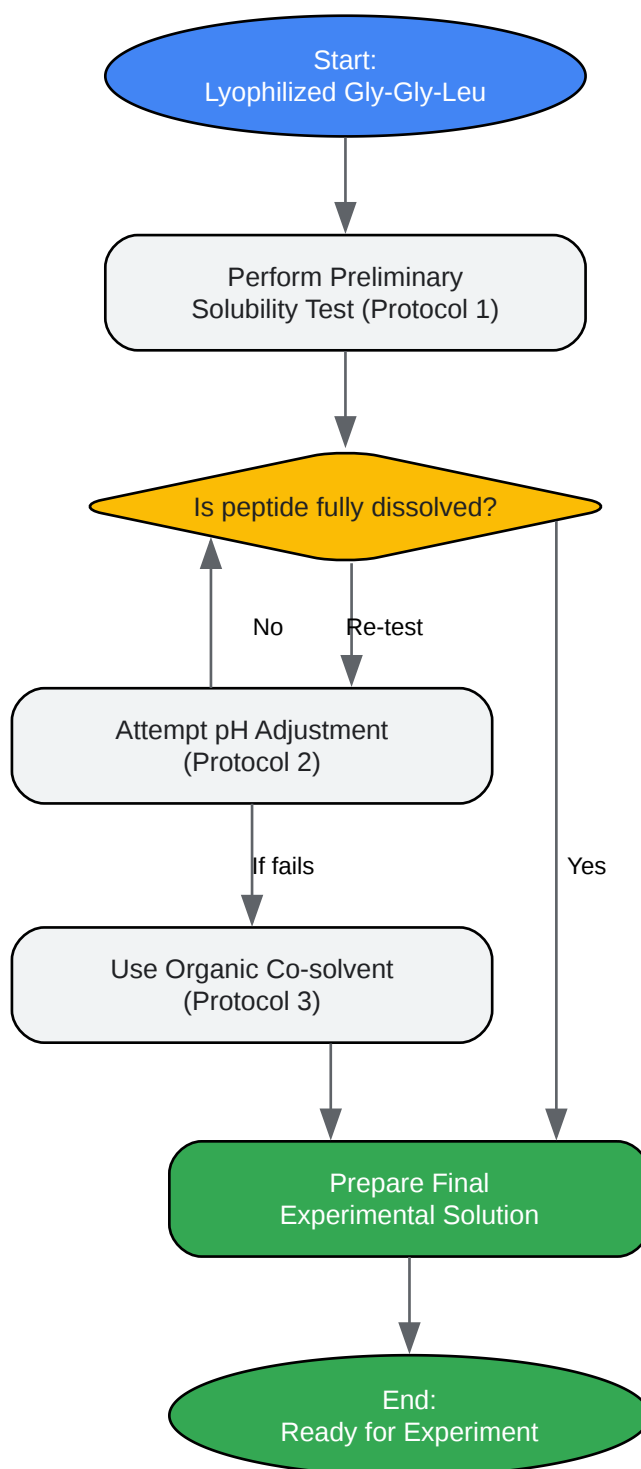 Start:
Lyophilized Gly-Gly-Leu
Perform Preliminary
Solubility Test (Protocol 1)
Is peptide fully dissolved?
No
Re-test
Attempt pH Adjustment
(Protocol 2)
If fails
Yes
Use Organic Co-solvent
(Protocol 3)
Prepare Final
Experimental Solution
End:
Ready for Experiment